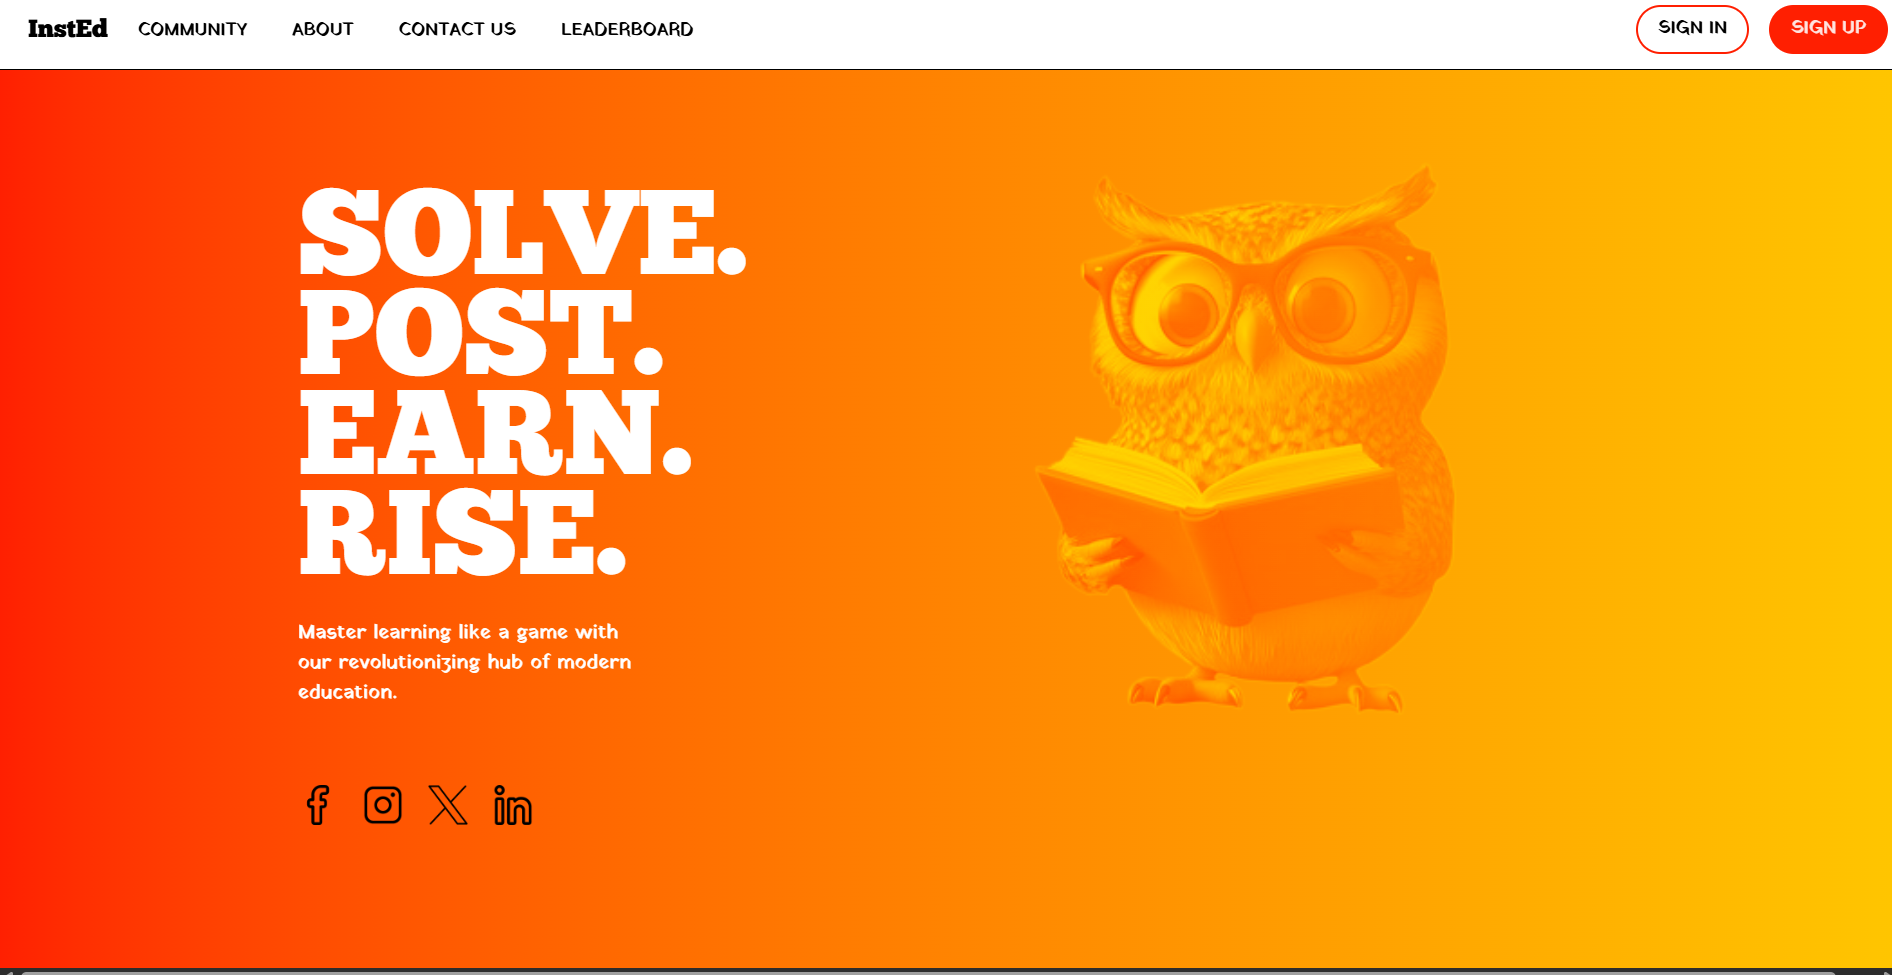 InstEd
COMMUNITY
ABOUT
CONTACT US
LEADERBOARD
SIGN IN
SIGN UP
SOLVE.
POST.
EARN.
RISE.
Master learning like a game with
our revolutionizing hub of modern
education.